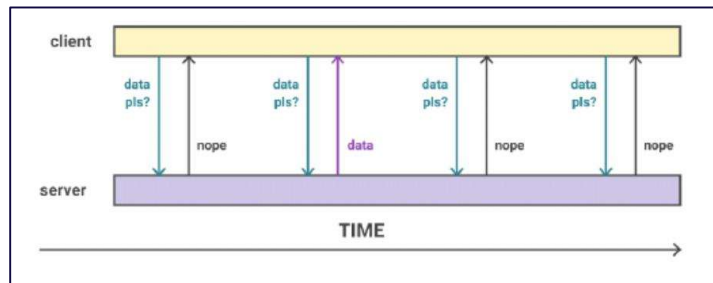 client
data
pls?
nope
data
pls?
data
data
pls?
nope
data
pls?
nope
server
TIME